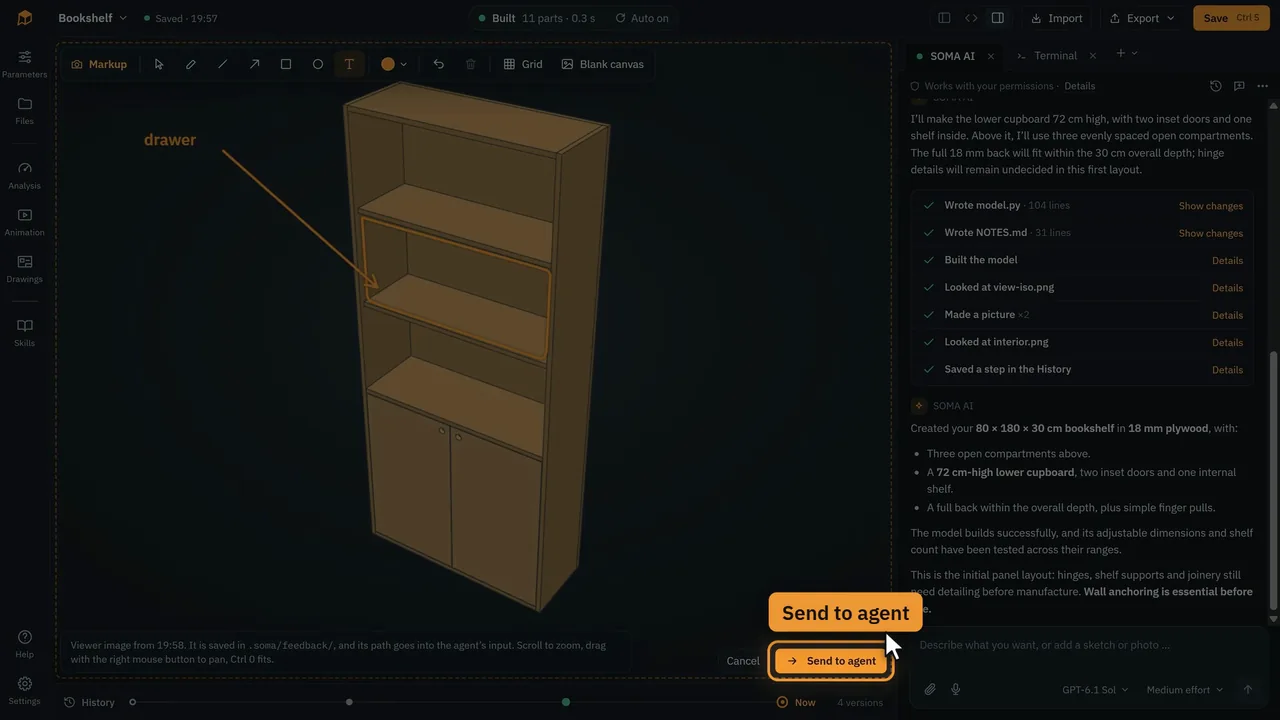 Bookshelf
Saved · 19:57
Built 11 parts · 0.3 s
Auto on
Import
Export
Save Ctrl S
Parameters
Files
Analysis
Animation
Drawings
Skills
Help
Settings
Markup
T
Grid
Blank canvas
drawer
SOMA AI
Terminal
Works with your permissions · Details
SOMA AI
I'll make the lower cupboard 72 cm high, with two inset doors and one
shelf inside. Above it, I'll use three evenly spaced open compartments.
The full 18 mm back will fit within the 30 cm overall depth; hinge
details will remain undecided in this first layout.
Wrote model.py · 104 lines Show changes
Wrote NOTES.md · 31 lines Show changes
Built the model Details
Looked at view-iso.png Details
Made a picture ×2 Details
Looked at interior.png Details
Saved a step in the History Details
SOMA AI
Created your 80 × 180 × 30 cm bookshelf in 18 mm plywood, with:
• Three open compartments above.
• A 72 cm-high lower cupboard, two inset doors and one internal
shelf.
• A full back within the overall depth, plus simple finger pulls.
The model builds successfully, and its adjustable dimensions and shelf
count have been tested across their ranges.
This is the initial panel layout: hinges, shelf supports and joinery still
need detailing before manufacture. Wall anchoring is essential before
e.
Send to agent
Viewer image from 19:58. It is saved in .soma/feedback/, and its path goes into the agent's input. Scroll to zoom, drag
with the right mouse button to pan, Ctrl 0 fits.
Cancel
Send to agent
Describe what you want, or add a sketch or photo ...
GPT-6.1 Sol
Medium effort
History
Now
4 versions